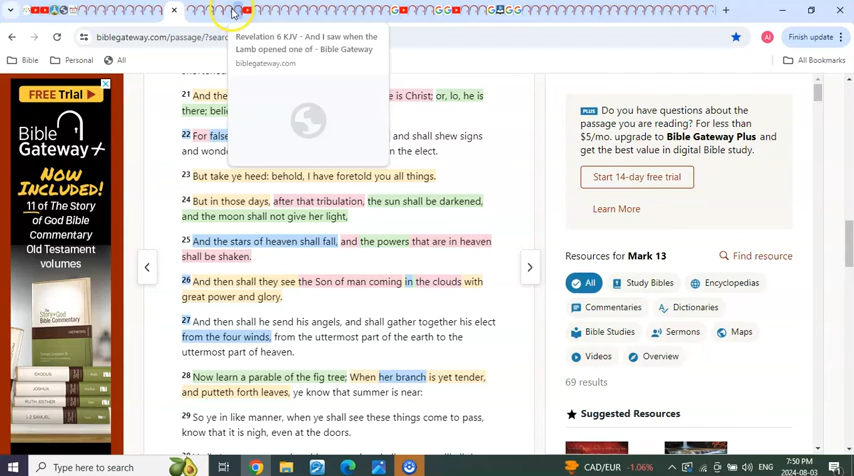 biblegateway.com/passage/?sear
Finish update
Bible
Personal
All
All Bookmarks
Revelation 6 KJV - And I saw when the
Lamb opened one of - Bible Gateway
biblegateway.com
FREE Trial
Bible
Gateway
NOW
INCLUDED!
11 of The Story
of God Bible
Commentary
Old Testament
volumes
21 And the
e is Christ; or, lo, he is
there; beli
22 For false
and shall shew signs
and wond
n the elect.
23 But take ye heed: behold, I have foretold you all things.
24 But in those days, after that tribulation, the sun shall be darkened,
and the moon shall not give her light,
25 And the stars of heaven shall fall, and the powers that are in heaven
shall be shaken.
26 And then shall they see the Son of man coming in the clouds with
great power and glory.
27 And then shall he send his angels, and shall gather together his elect
from the four winds, from the uttermost part of the earth to the
uttermost part of heaven.
28 Now learn a parable of the fig tree; When her branch is yet tender,
and putteth forth leaves, ye know that summer is near:
29 So ye in like manner, when ye shall see these things come to pass,
know that it is nigh, even at the doors.
PLUS Do you have questions about the
passage you are reading? For less than
$5/mo. upgrade to Bible Gateway Plus and
get the best value in digital Bible study.
Start 14-day free trial
Learn More
Resources for Mark 13
Find resource
All
Study Bibles
Encyclopedias
Commentaries
Dictionaries
Bible Studies
Sermons
Maps
Videos
Overview
69 results
Suggested Resources
Type here to search
CAD/EUR -1.06%
7:50 PM
2024-08-03